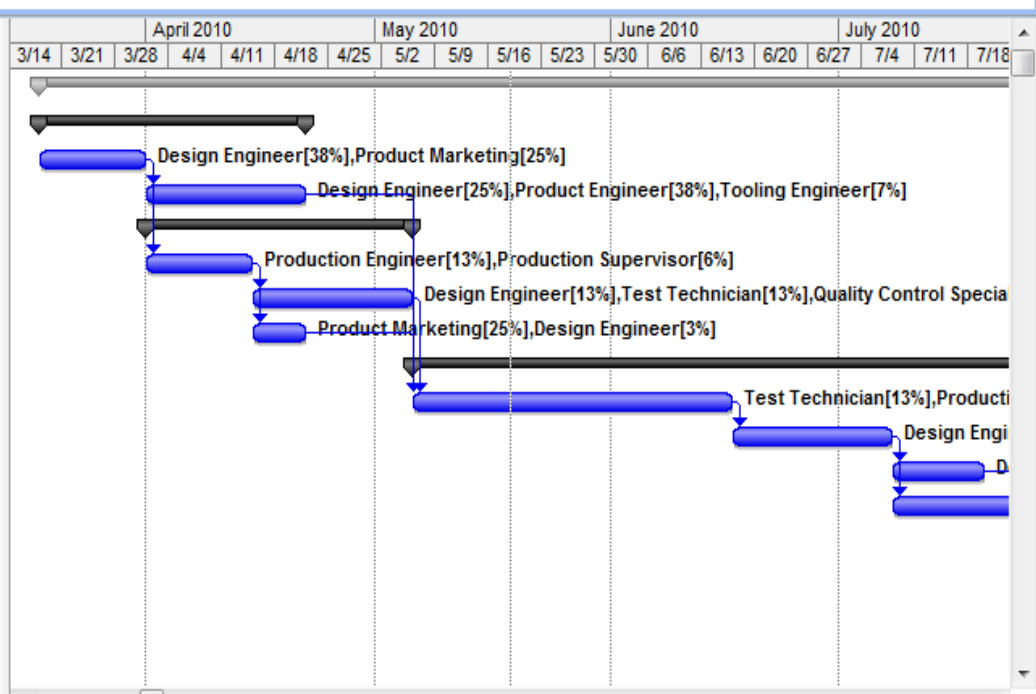 April 2010 May 2010 June 2010 July 2010
3/14 3/21 3/28 4/4 4/11 4/18 4/25 5/2 5/9 5/16 5/23 5/30 6/6 6/13 6/20 6/27 7/4 7/11 7/18
Design Engineer[38%],Product Marketing[25%]
Design Engineer[25%],Product Engineer[38%],Tooling Engineer[7%]
Production Engineer[13%],Production Supervisor[6%]
Design Engineer[13%],Test Technician[13%],Quality Control Specia
Product Marketing[25%],Design Engineer[3%]
Test Technician[13%],Producti
Design Engi
D